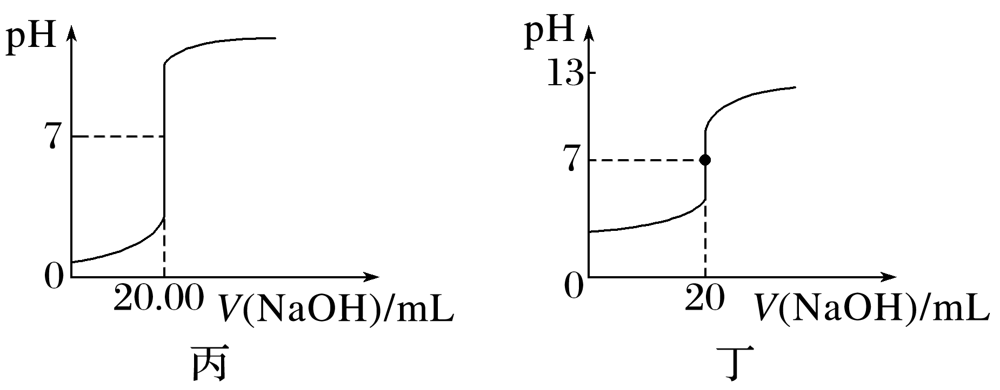 pH
7
0
20.00
V(NaOH)/mL
丙
pH
13
7
0
20
V(NaOH)/mL
丁